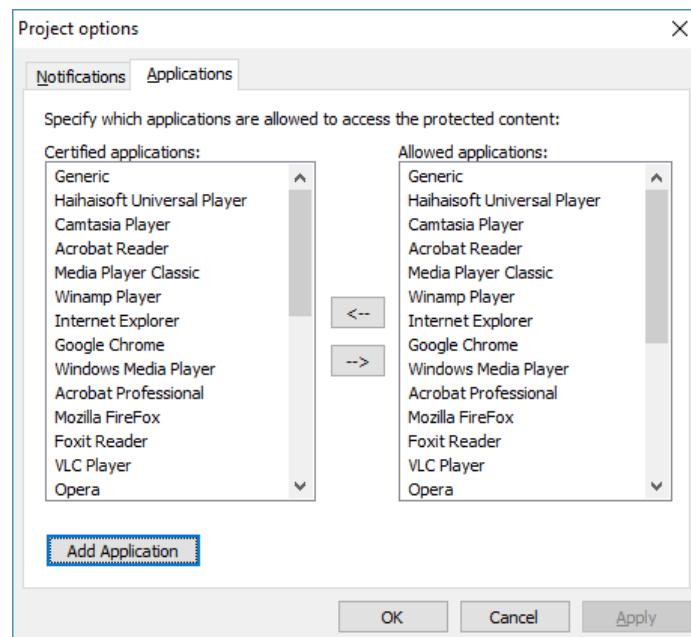 Project options
Notifications
Applications
Specify which applications are allowed to access the protected content:
Certified applications:
Generic
Haihaisoft Universal Player
Camtasia Player
Acrobat Reader
Media Player Classic
Winamp Player
Internet Explorer
Google Chrome
Windows Media Player
Acrobat Professional
Mozilla FireFox
Foxit Reader
VLC Player
Opera
<--
-->
Allowed applications:
Generic
Haihaisoft Universal Player
Camtasia Player
Acrobat Reader
Media Player Classic
Winamp Player
Internet Explorer
Google Chrome
Windows Media Player
Acrobat Professional
Mozilla FireFox
Foxit Reader
VLC Player
Opera
Add Application
OK
Cancel
Apply